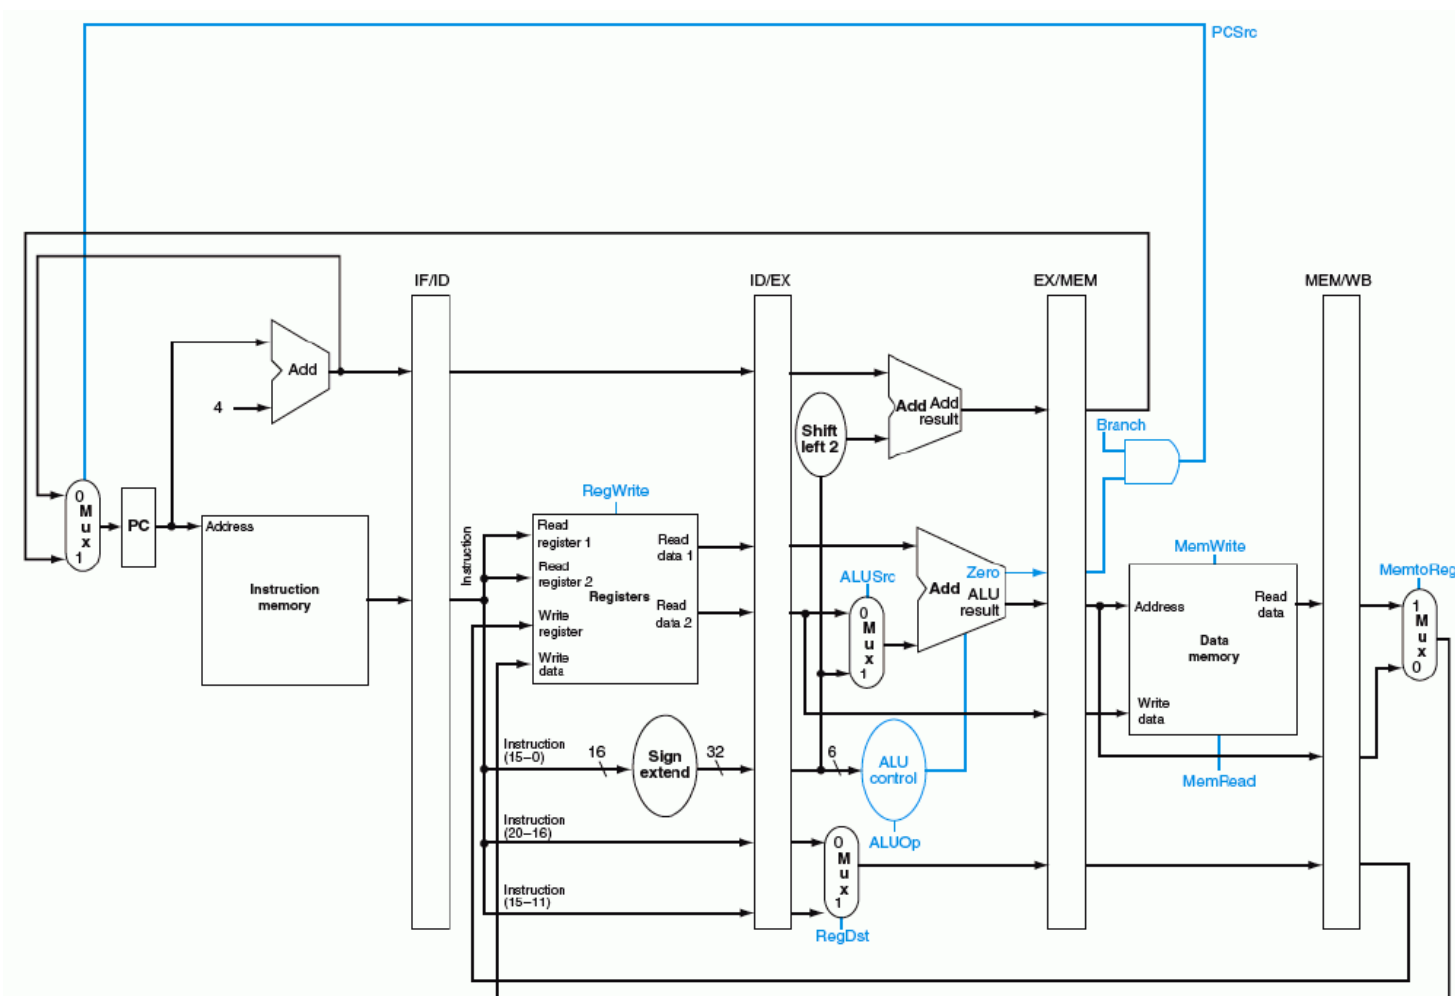 PCSrc
IF/ID
ID/EX
EX/MEM
MEM/WB
Add
4
Shift
left 2
Add Add
result
Branch
0
M
u
x
1
PC
Address
Instruction
memory
Instruction
RegWrite
Read
register 1
Read
register 2
Write
register
Write
data
Registers
Read
data 1
Read
data 2
ALUSrc
0
M
u
x
1
Zero
Add ALU
result
MemWrite
Address
Read
data
Data
memory
Write
data
MemRead
MemtoReg
1
M
u
x
0
Instruction
(15–0)
16
Sign
extend
32
6
ALU
control
ALUOp
Instruction
(20–16)
Instruction
(15–11)
0
M
u
x
1
RegDst